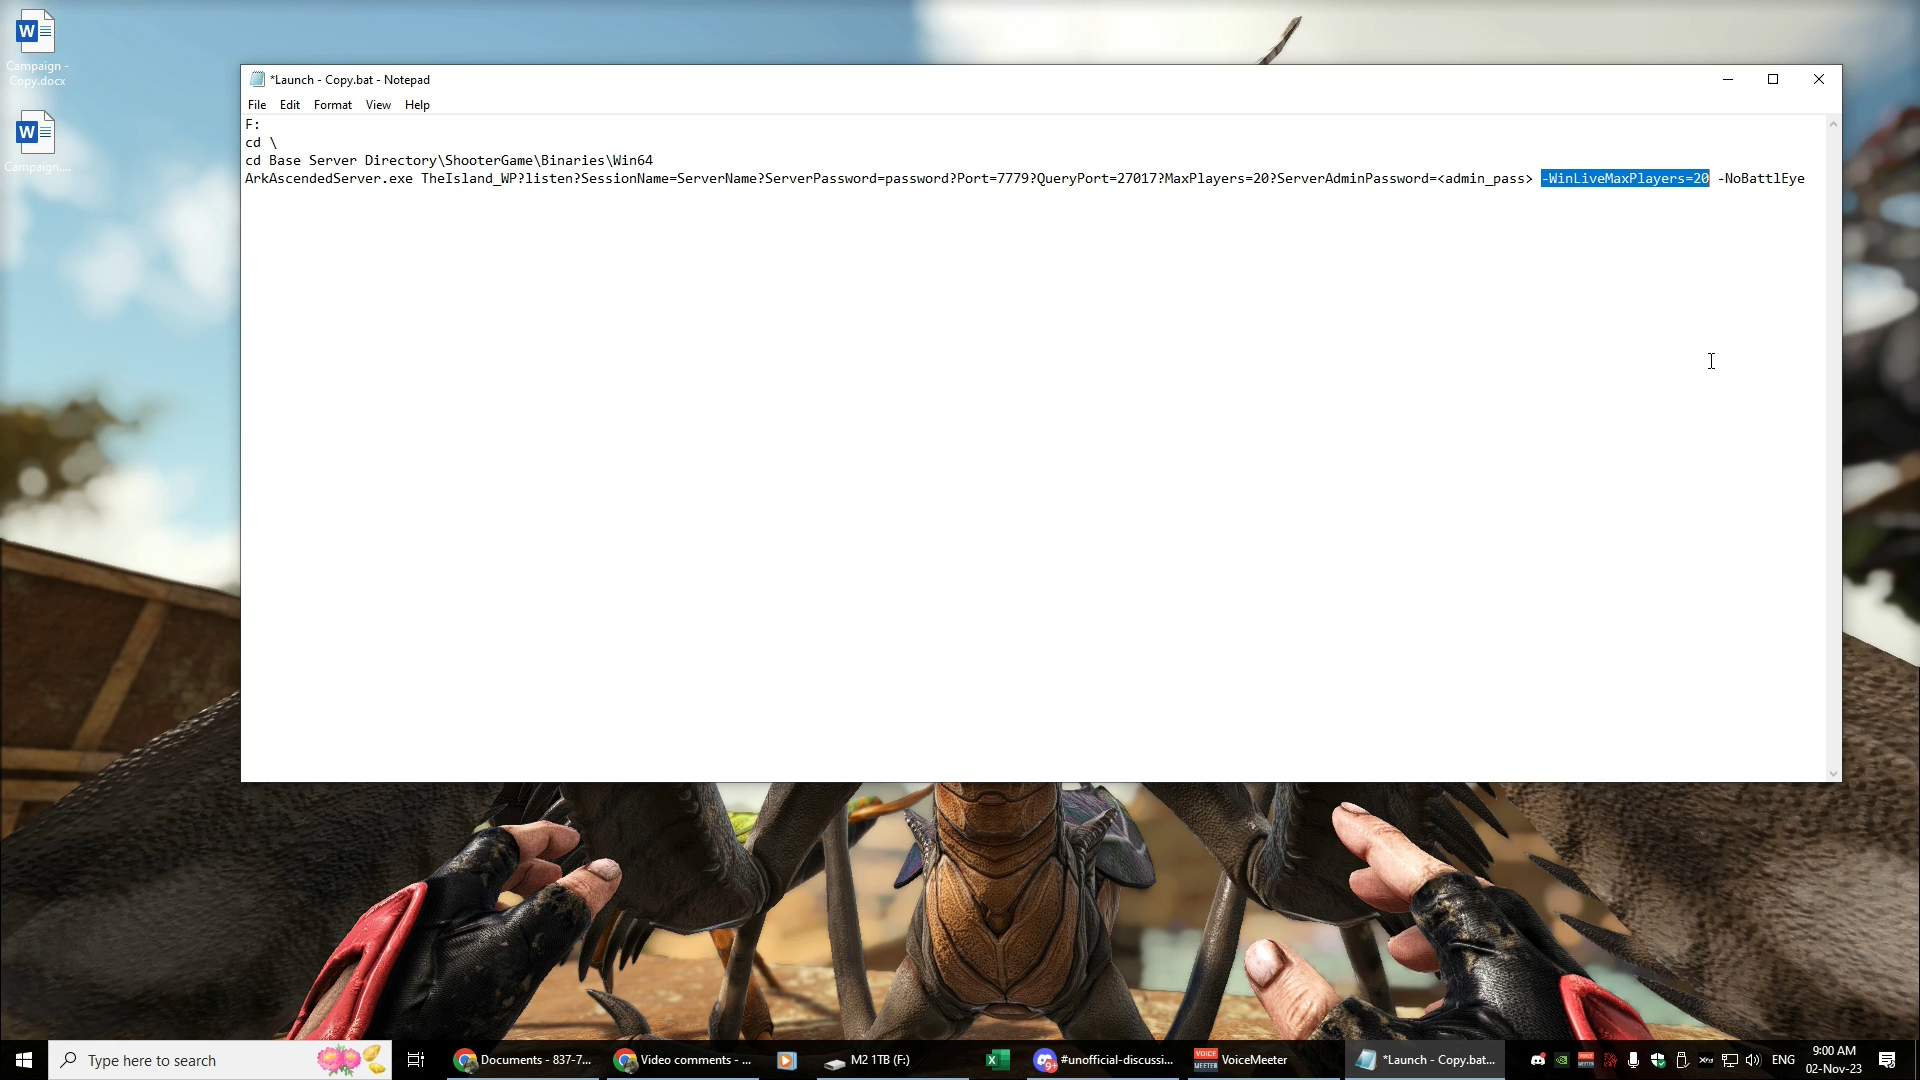 Campaign -
Copy.docx
Campaign....
*Launch - Copy.bat - Notepad
File Edit Format View Help
F:
cd \
cd Base Server Directory\ShooterGame\Binaries\Win64
ArkAscendedServer.exe TheIsland_WP?listen?SessionName=ServerName?ServerPassword=password?Port=7779?QueryPort=27017?MaxPlayers=20?ServerAdminPassword=<admin_pass> -WinLiveMaxPlayers=20 -NoBattlEye
Type here to search
Documents - 837-7...
Video comments - ...
M2 1TB (F:)
9+
#unofficial-discussi...
VOICE
MEETER
VoiceMeeter
*Launch - Copy.bat...
ENG
9:00 AM
02-Nov-23